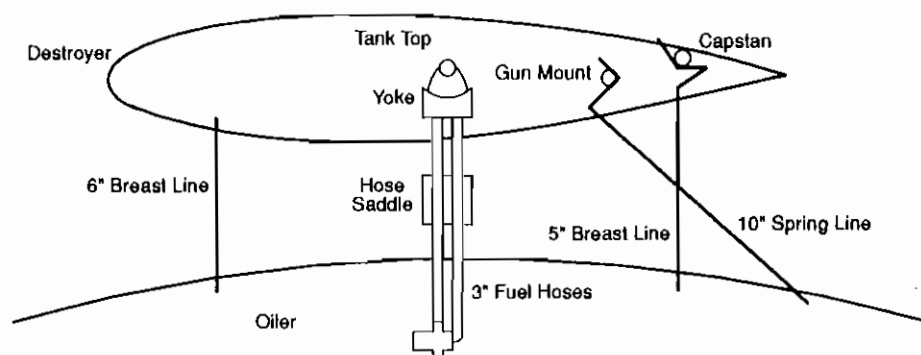 Destroyer
Tank Top
Capstan
Gun Mount
Yoke
6" Breast Line
Hose
Saddle
5" Breast Line
10" Spring Line
3" Fuel Hoses
Oiler